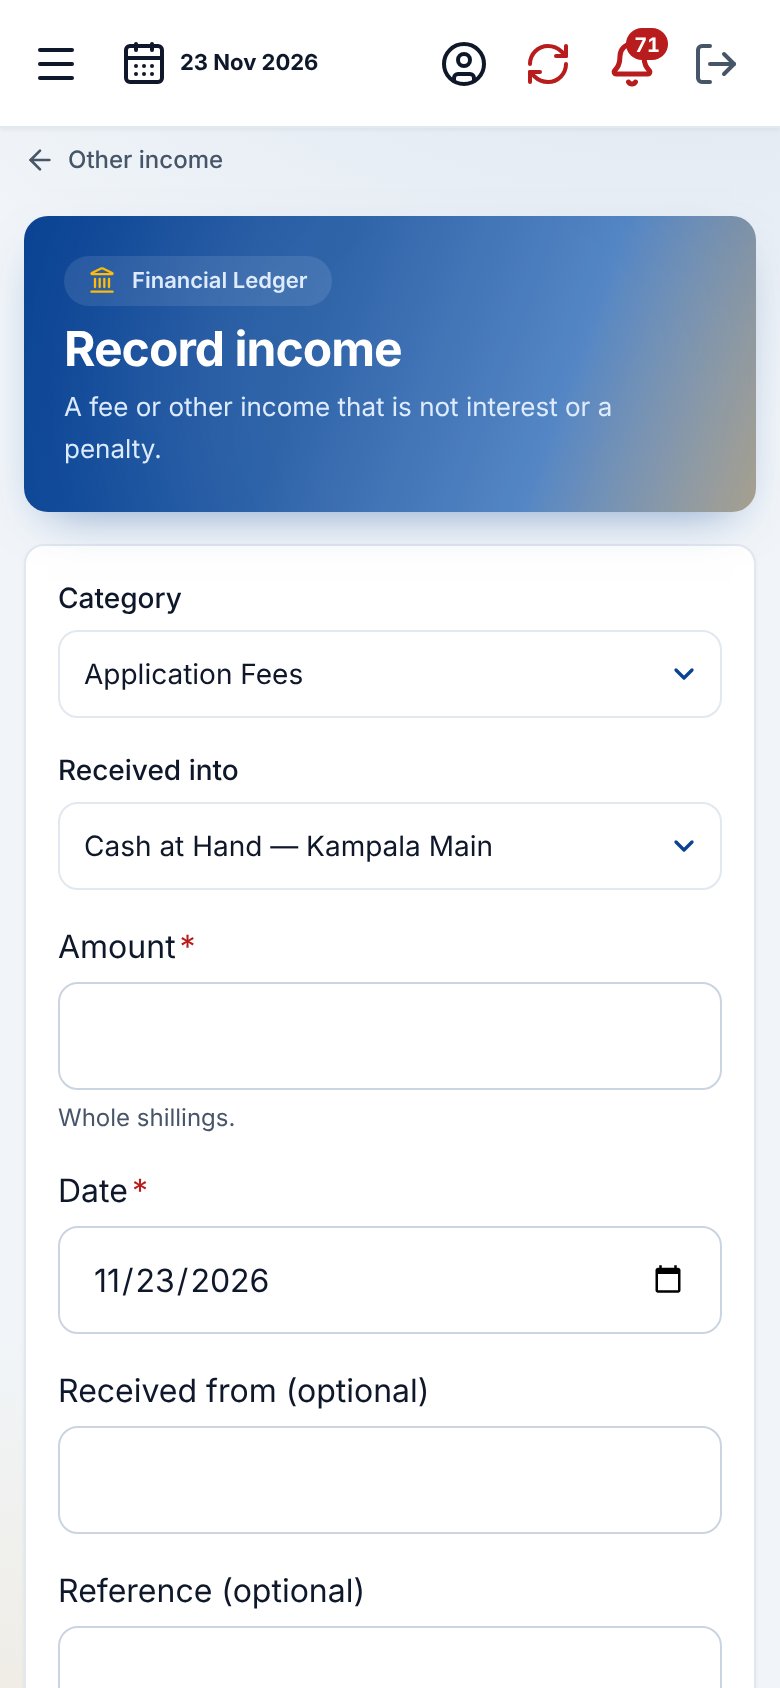 23 Nov 2026
71
Other income
Financial Ledger
Record income
A fee or other income that is not interest or a
penalty.
Category
Application Fees
Received into
Cash at Hand — Kampala Main
Amount*
Whole shillings.
Date*
11/23/2026
Received from (optional)
Reference (optional)